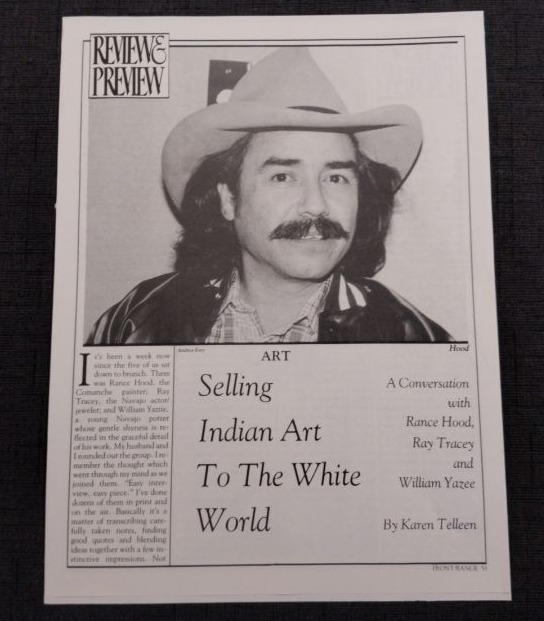 REVIEW&
PREVIEW
Andrea Esty
Hood
ART
Selling
Indian Art
To The White
World
A Conversation
with
Rance Hood,
Ray Tracey
and
William Yazee
By Karen Telleen
It's been a week now
since the five of us sat
down to brunch. There
was Rance Hood, the
Comanche painter; Ray
Tracey, the Navajo actor/
jeweler; and William Yazzie,
a young Navajo potter
whose gentle shyness is re-
flected in the graceful detail
of his work. My husband and
I rounded out the group. I re-
member the thought which
went through my mind as we
joined them. "Easy inter-
view, easy piece." I've done
dozens of them in print and
on the air. Basically it's a
matter of transcribing care-
fully taken notes, finding
good quotes and blending
ideas together with a few in-
stinctive impressions. Not
FRONT RANGE 51